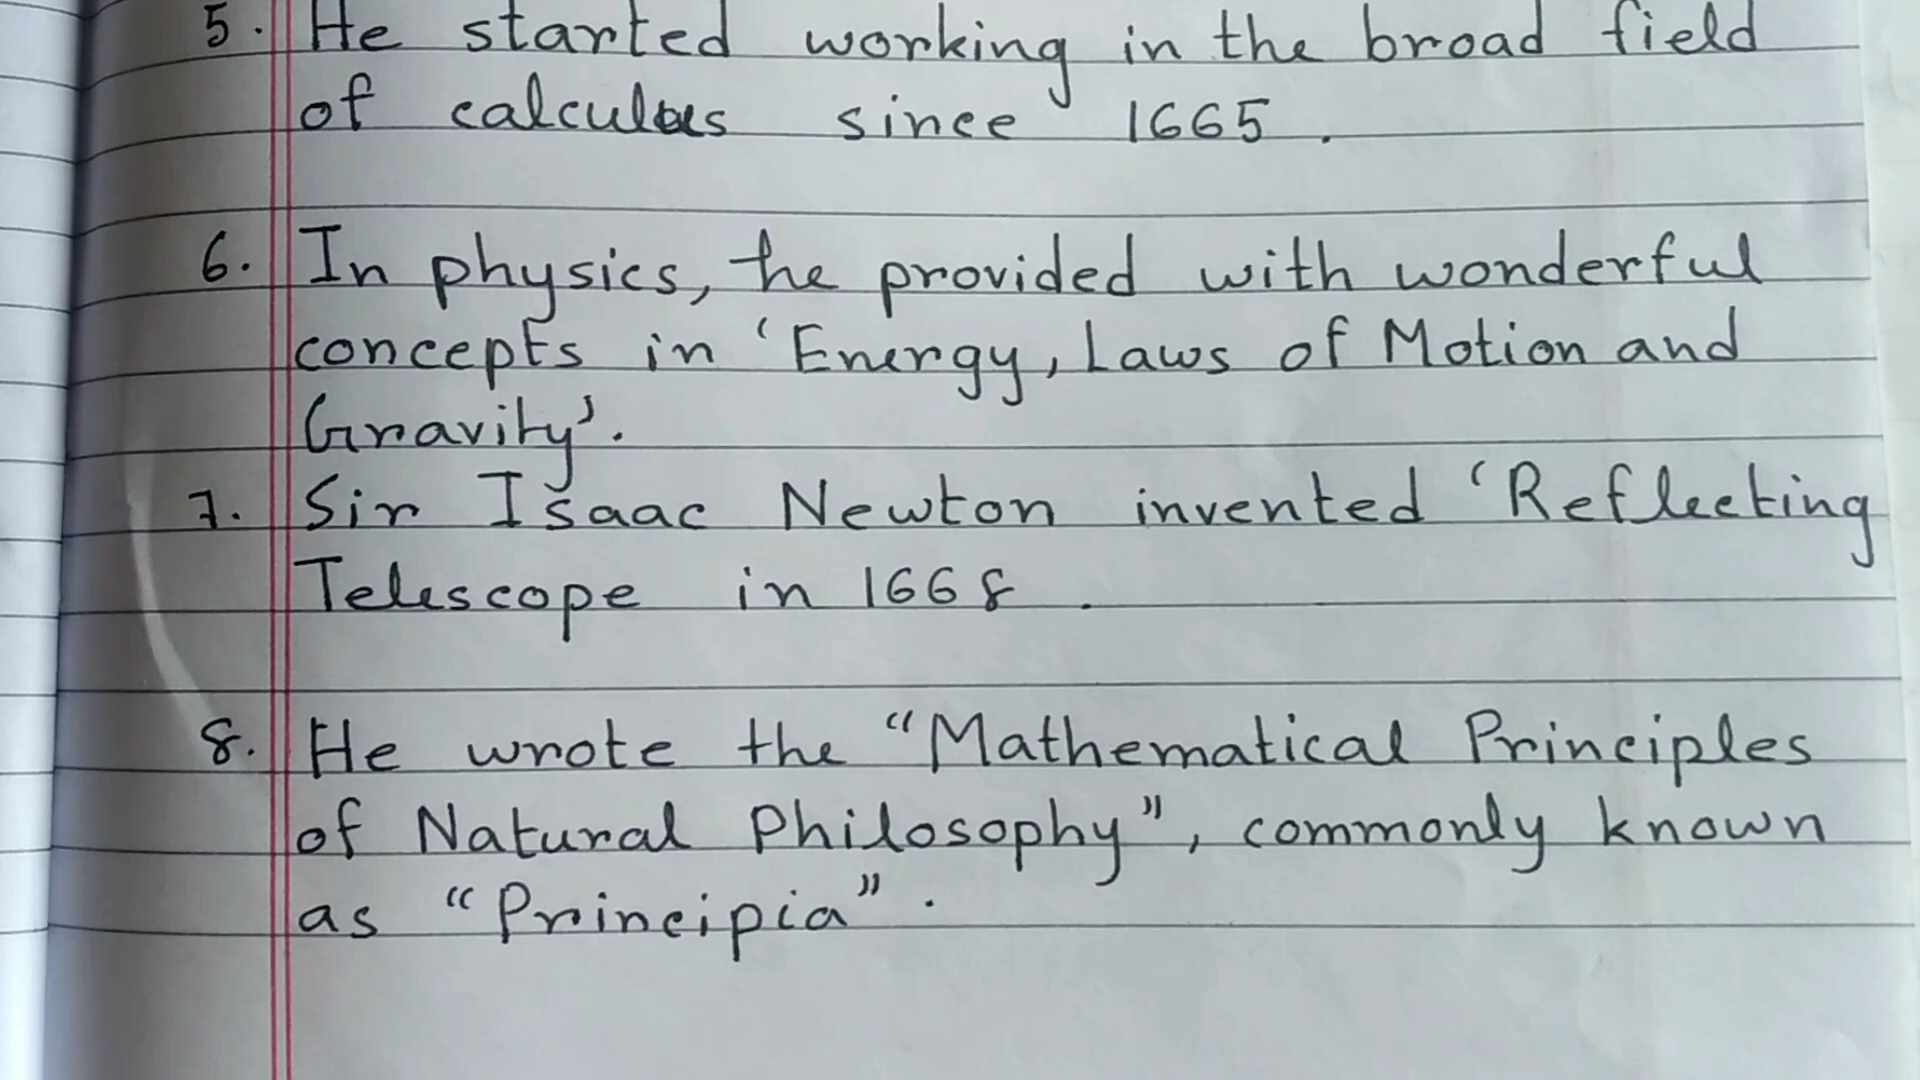 5. He started working in the broad field
of calculus since 1665.
6. In physics, he provided with wonderful
concepts in 'Energy, Laws of Motion and
Gravity'.
7. Sir Isaac Newton invented 'Reflecting
Telescope in 1668.
8. He wrote the "Mathematical Principles
of Natural Philosophy", commonly known
as "Principia".